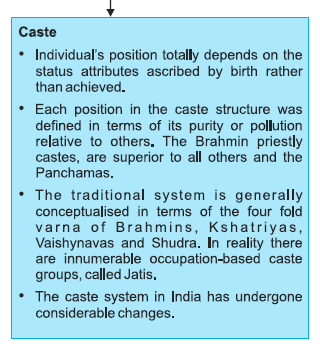 Caste
• Individual's position totally depends on the
status attributes ascribed by birth rather
than achieved.
• Each position in the caste structure was
defined in terms of its purity or pollution
relative to others. The Brahmin priestly
castes, are superior to all others and the
Panchamas.
• The traditional system is generally
conceptualised in terms of the four fold
varna of Brahmins, Kshatriyas,
Vaishynavas and Shudra. In reality there
are innumerable occupation-based caste
groups, called Jatis.
• The caste system in India has undergone
considerable changes.